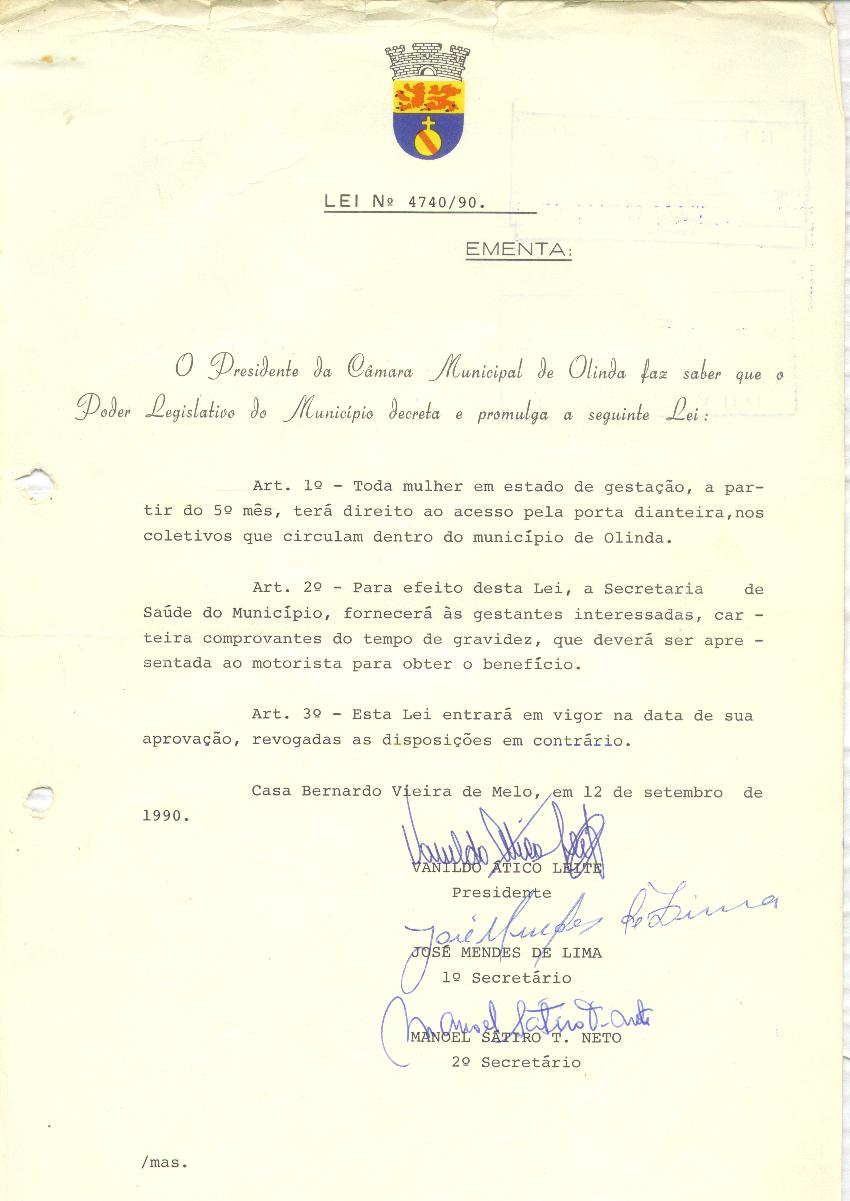 LEI Nº 4740/90.
EMENTA:
O Presidente da Câmara Municipal de Olinda faz saber que o
Poder Legislativo do Município decreta e promulga a seguinte Lei:
Art. 1º - Toda mulher em estado de gestação, a par-
tir do 5º mês, terá direito ao acesso pela porta dianteira,nos
coletivos que circulam dentro do município de Olinda.
Art. 2º - Para efeito desta Lei, a Secretaria de
Saúde do Município, fornecerá às gestantes interessadas, car -
teira comprovantes do tempo de gravidez, que deverá ser apre -
sentada ao motorista para obter o benefício.
Art. 3º - Esta Lei entrará em vigor na data de sua
aprovação, revogadas as disposições em contrário.
Casa Bernardo Vieira de Melo, em 12 de setembro de
1990.
Vanildo Ático Leite
VANILDO ÁTICO LEITE
Presidente
José Mendes de Lima
JOSÉ MENDES DE LIMA
1º Secretário
Manoel Sátiro T. Neto
MANOEL SÁTIRO T. NETO
2º Secretário
/mas.